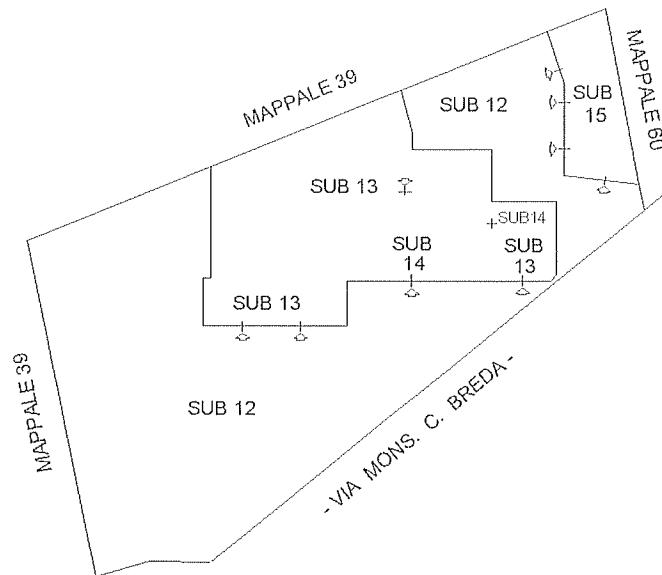 MAPPALE 39
MAPPALE 60
SUB 12
SUB
15
SUB 13
SUB14
SUB
14
SUB
13
SUB 13
MAPPALE 39
SUB 12
- VIA MONS. C. BREDA -